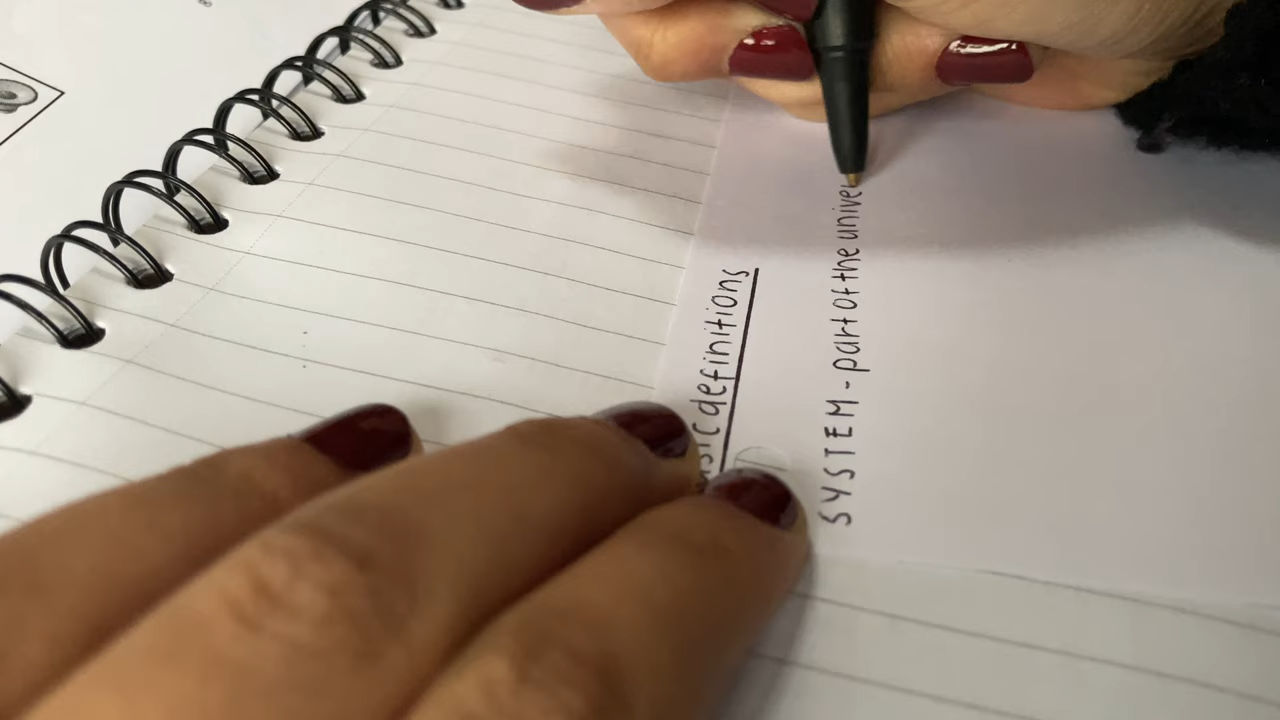 definitions
SYSTEM - part of the unive